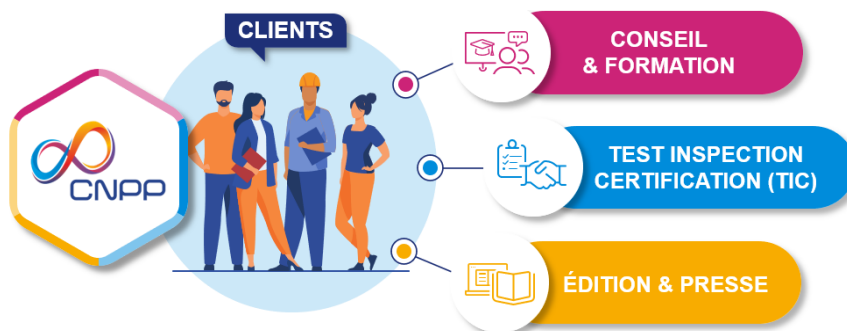 CLIENTS
CNPP
CONSEIL
& FORMATION
TEST INSPECTION
CERTIFICATION (TIC)
ÉDITION & PRESSE